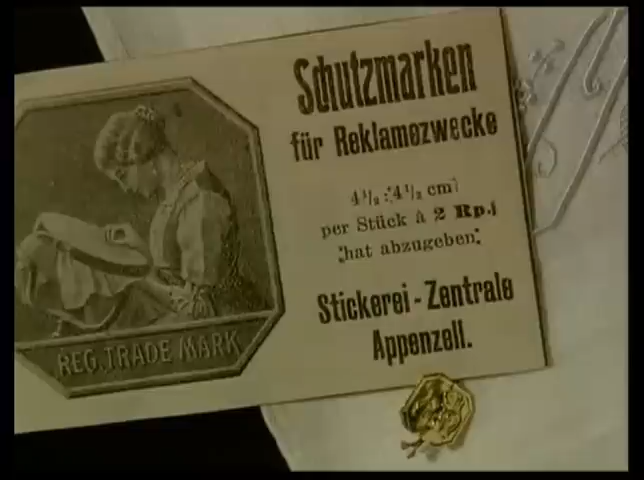 Schutzmarken
für Reklamezwecke
4¹/₂ : 4¹/₂ cm
per Stück à 2 Rp.
hat abzugeben:
Stickerei-Zentrale
Appenzell.
REG. TRADE MARK